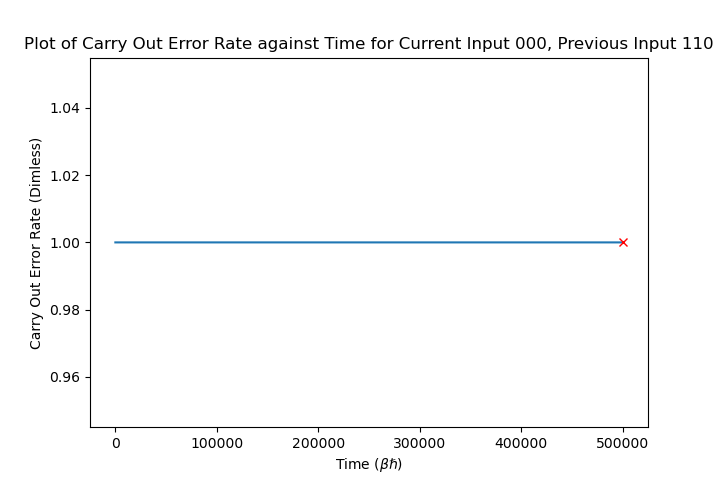 Plot of Carry Out Error Rate against Time for Current Input 000, Previous Input 110
Carry Out Error Rate (Dimless)
1.04
1.02
1.00
0.98
0.96
0 100000 200000 300000 400000 500000
Time (βħ)